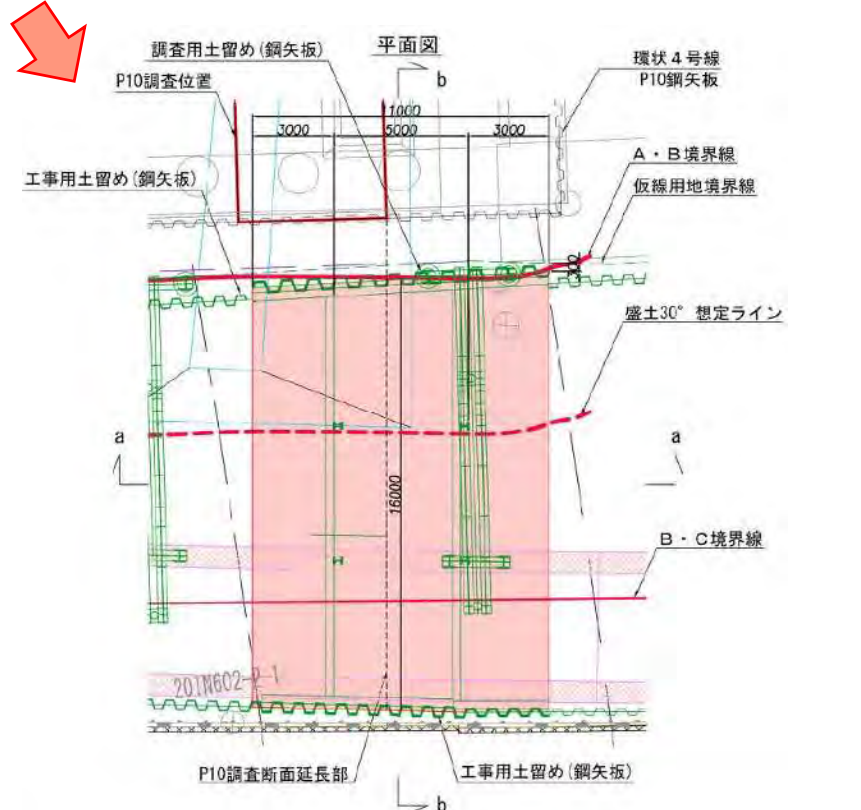 平面図
調査用土留め(鋼矢板)
環状4号線
P10鋼矢板
P10調査位置
b
11000
3000
5000
3000
A・B境界線
工事用土留め(鋼矢板)
仮線用地境界線
300
盛土30°想定ライン
a
a
16000
B・C境界線
201N602-P-1
P10調査断面延長部
工事用土留め(鋼矢板)
b